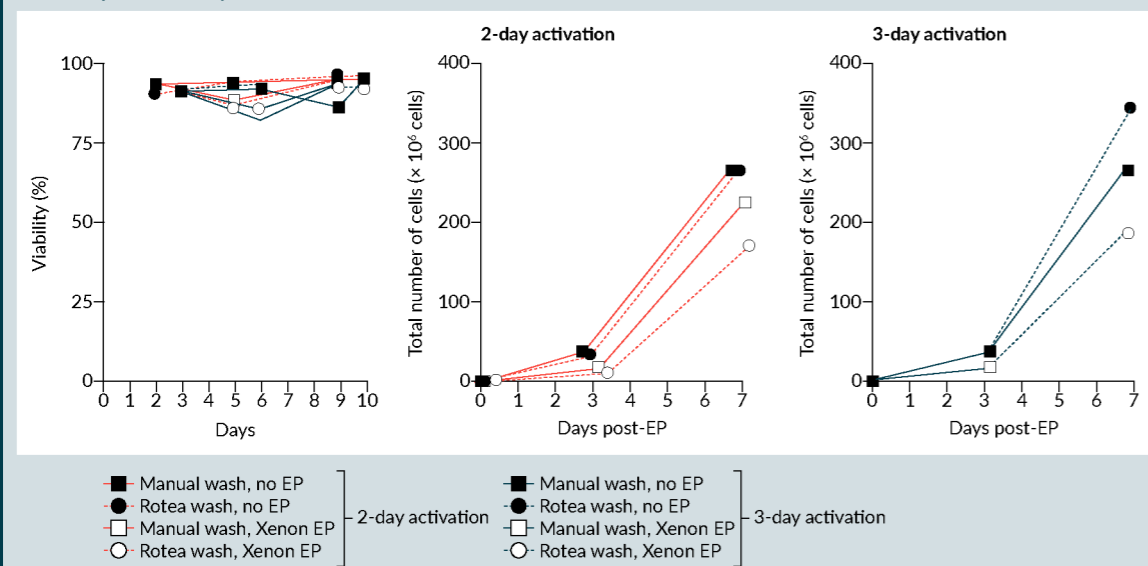 2-day activation
3-day activation
Viability (%)
100
75
50
25
0
0 1 2 3 4 5 6 7 8 9 10
Days
Total number of cells (× 10⁶ cells)
400
300
200
100
0
0 1 2 3 4 5 6 7
Days post-EP
Total number of cells (× 10⁶ cells)
400
300
200
100
0
0 1 2 3 4 5 6 7
Days post-EP
Manual wash, no EP
Rotea wash, no EP
Manual wash, Xenon EP
Rotea wash, Xenon EP
2-day activation
Manual wash, no EP
Rotea wash, no EP
Manual wash, Xenon EP
Rotea wash, Xenon EP
3-day activation